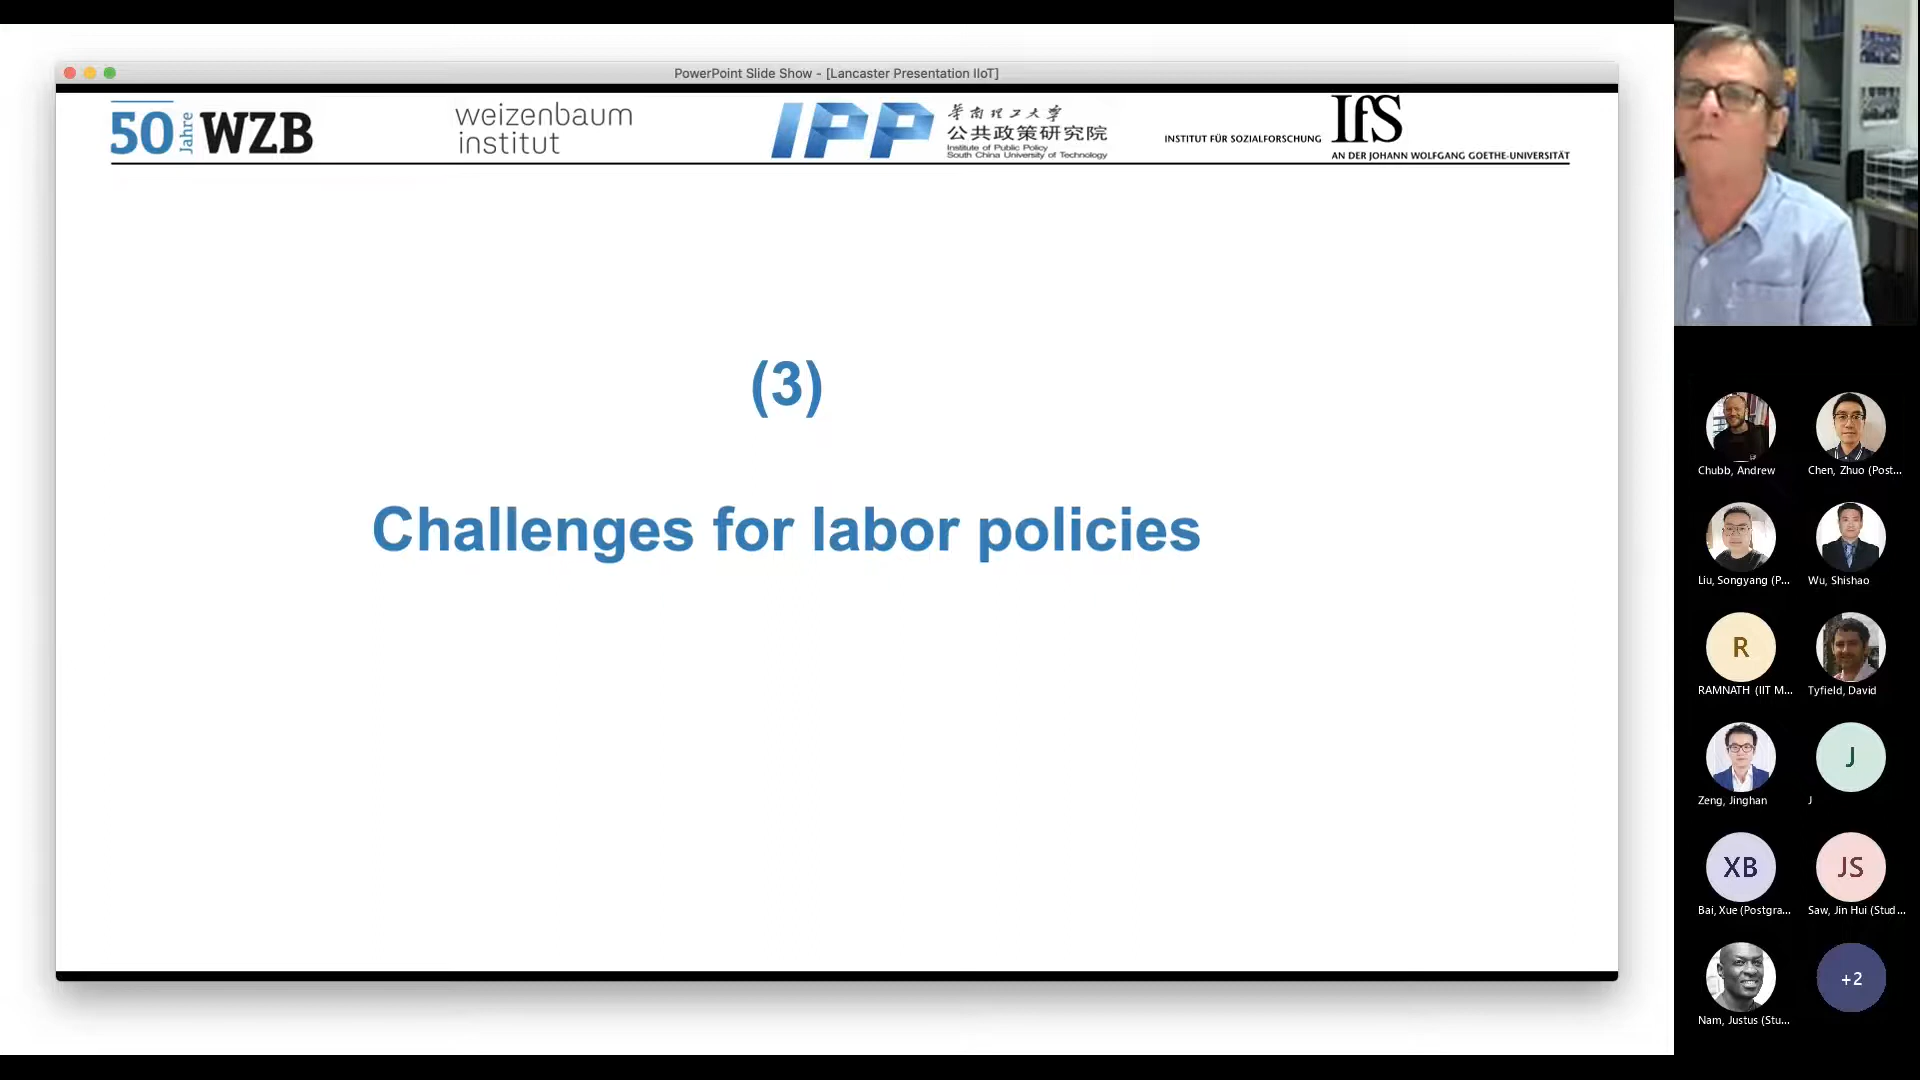 PowerPoint Slide Show - [Lancaster Presentation IIoT]
50 Jahre WZB
weizenbaum
institut
IPP
华南理工大学
公共政策研究院
Institute of Public Policy
South China University of Technology
INSTITUT FÜR SOZIALFORSCHUNG
IfS
AN DER JOHANN WOLFGANG GOETHE-UNIVERSITÄT
(3)
Challenges for labor policies
Chubb, Andrew
Chen, Zhuo (Post...
Liu, Songyang (P...
Wu, Shishao
R
RAMNATH (IIT M...
Tyfield, David
Zeng, Jinghan
J
J
XB
Bai, Xue (Postgra...
JS
Saw, Jin Hui (Stud...
Nam, Justus (Stu...
+2